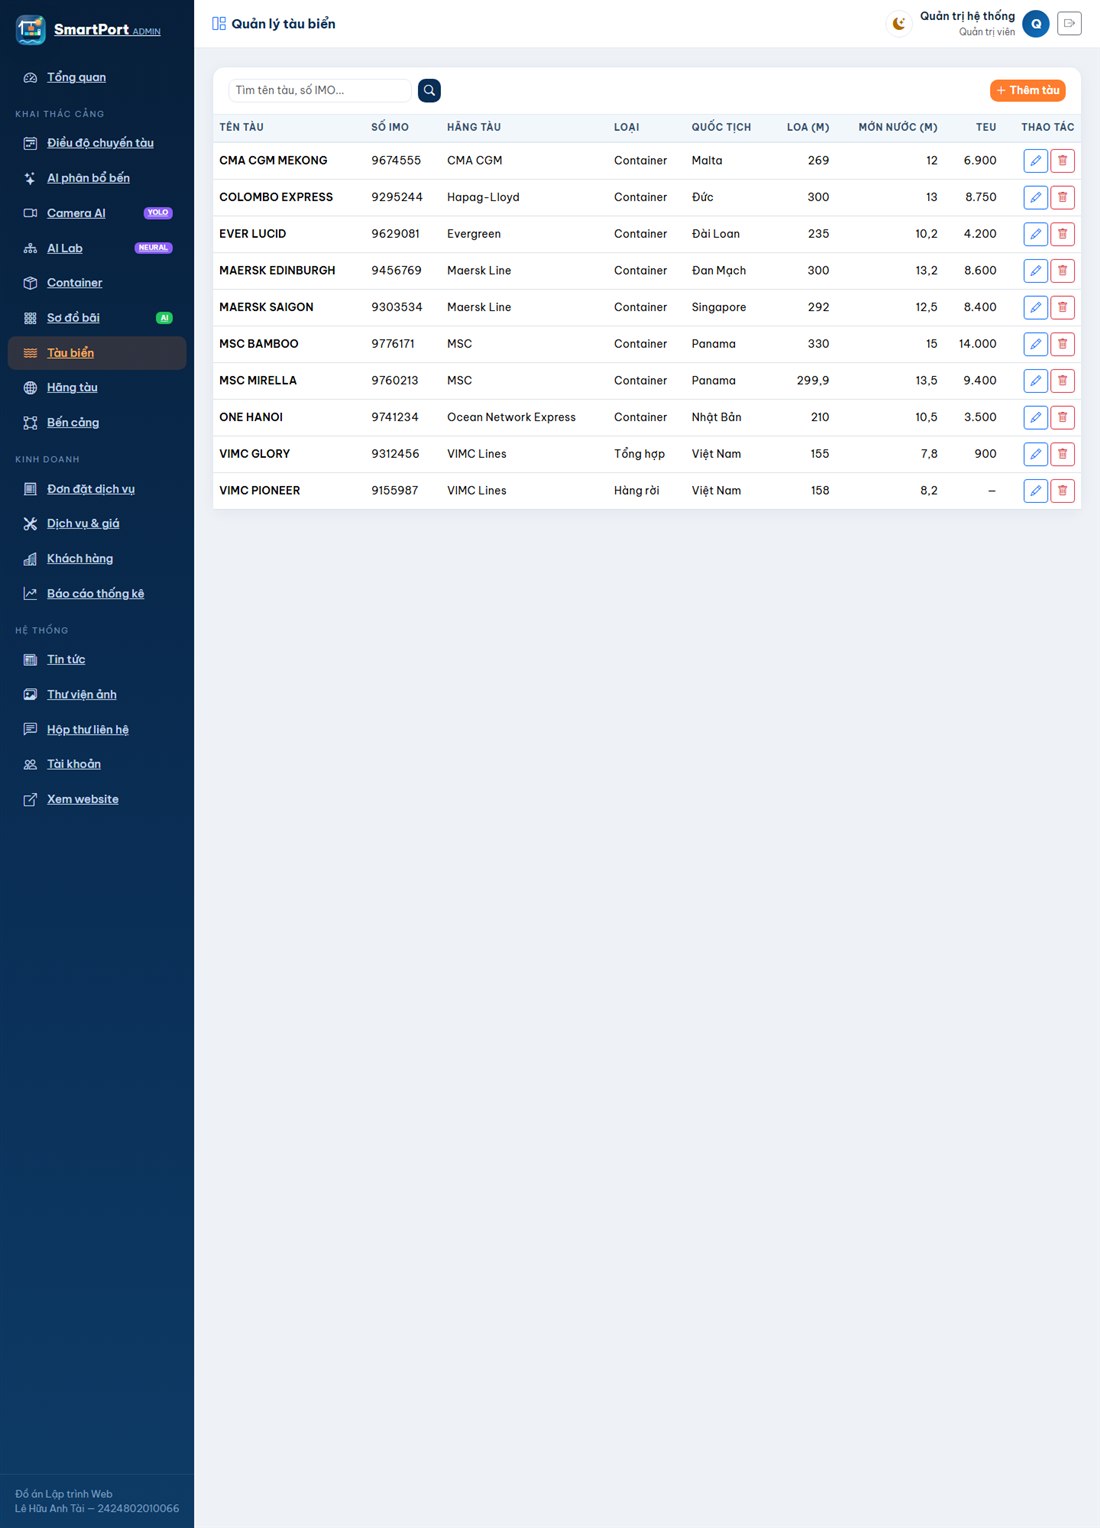 SmartPort ADMIN
Tổng quan
KHAI THÁC CẢNG
Điều độ chuyến tàu
AI phân bổ bến
Camera AI YOLO
AI Lab NEURAL
Container
Sơ đồ bãi AI
Tàu biển
Hãng tàu
Bến cảng
KINH DOANH
Đơn đặt dịch vụ
Dịch vụ & giá
Khách hàng
Báo cáo thống kê
HỆ THỐNG
Tin tức
Thư viện ảnh
Hộp thư liên hệ
Tài khoản
Xem website
Đồ án Lập trình Web
Lê Hữu Anh Tài — 2424802010066
Quản lý tàu biển
Quản trị hệ thống
Quản trị viên
Q
Tìm tên tàu, số IMO...
+ Thêm tàu
TÊN TÀU SỐ IMO HÃNG TÀU LOẠI QUỐC TỊCH LOA (M) MỚN NƯỚC (M) TEU THAO TÁC
CMA CGM MEKONG 9674555 CMA CGM Container Malta 269 12 6.900
COLOMBO EXPRESS 9295244 Hapag-Lloyd Container Đức 300 13 8.750
EVER LUCID 9629081 Evergreen Container Đài Loan 235 10,2 4.200
MAERSK EDINBURGH 9456769 Maersk Line Container Đan Mạch 300 13,2 8.600
MAERSK SAIGON 9303534 Maersk Line Container Singapore 292 12,5 8.400
MSC BAMBOO 9776171 MSC Container Panama 330 15 14.000
MSC MIRELLA 9760213 MSC Container Panama 299,9 13,5 9.400
ONE HANOI 9741234 Ocean Network Express Container Nhật Bản 210 10,5 3.500
VIMC GLORY 9312456 VIMC Lines Tổng hợp Việt Nam 155 7,8 900
VIMC PIONEER 9155987 VIMC Lines Hàng rời Việt Nam 158 8,2 —